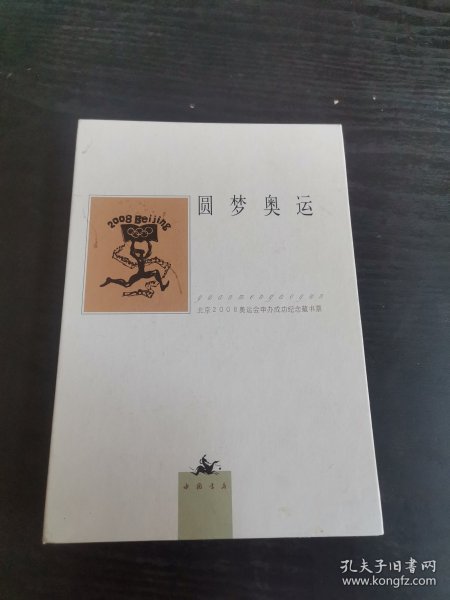 2008 Beijing
圆梦奥运
yuanmengaoyun
北京2008奥运会申办成功纪念藏书票
中国书店
孔夫子旧书网
www.kongfz.com